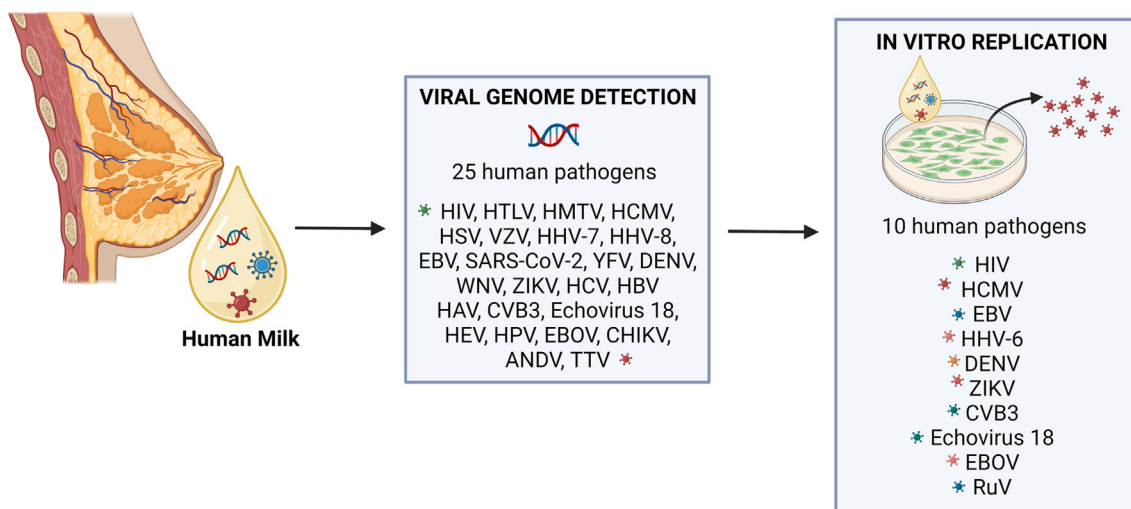 Human Milk
VIRAL GENOME DETECTION
25 human pathogens
HIV, HTLV, HMTV, HCMV,
HSV, VZV, HHV-7, HHV-8,
EBV, SARS-CoV-2, YFV, DENV,
WNV, ZIKV, HCV, HBV
HAV, CVB3, Echovirus 18,
HEV, HPV, EBOV, CHIKV,
ANDV, TTV
IN VITRO REPLICATION
10 human pathogens
HIV
HCMV
EBV
HHV-6
DENV
ZIKV
CVB3
Echovirus 18
EBOV
RuV